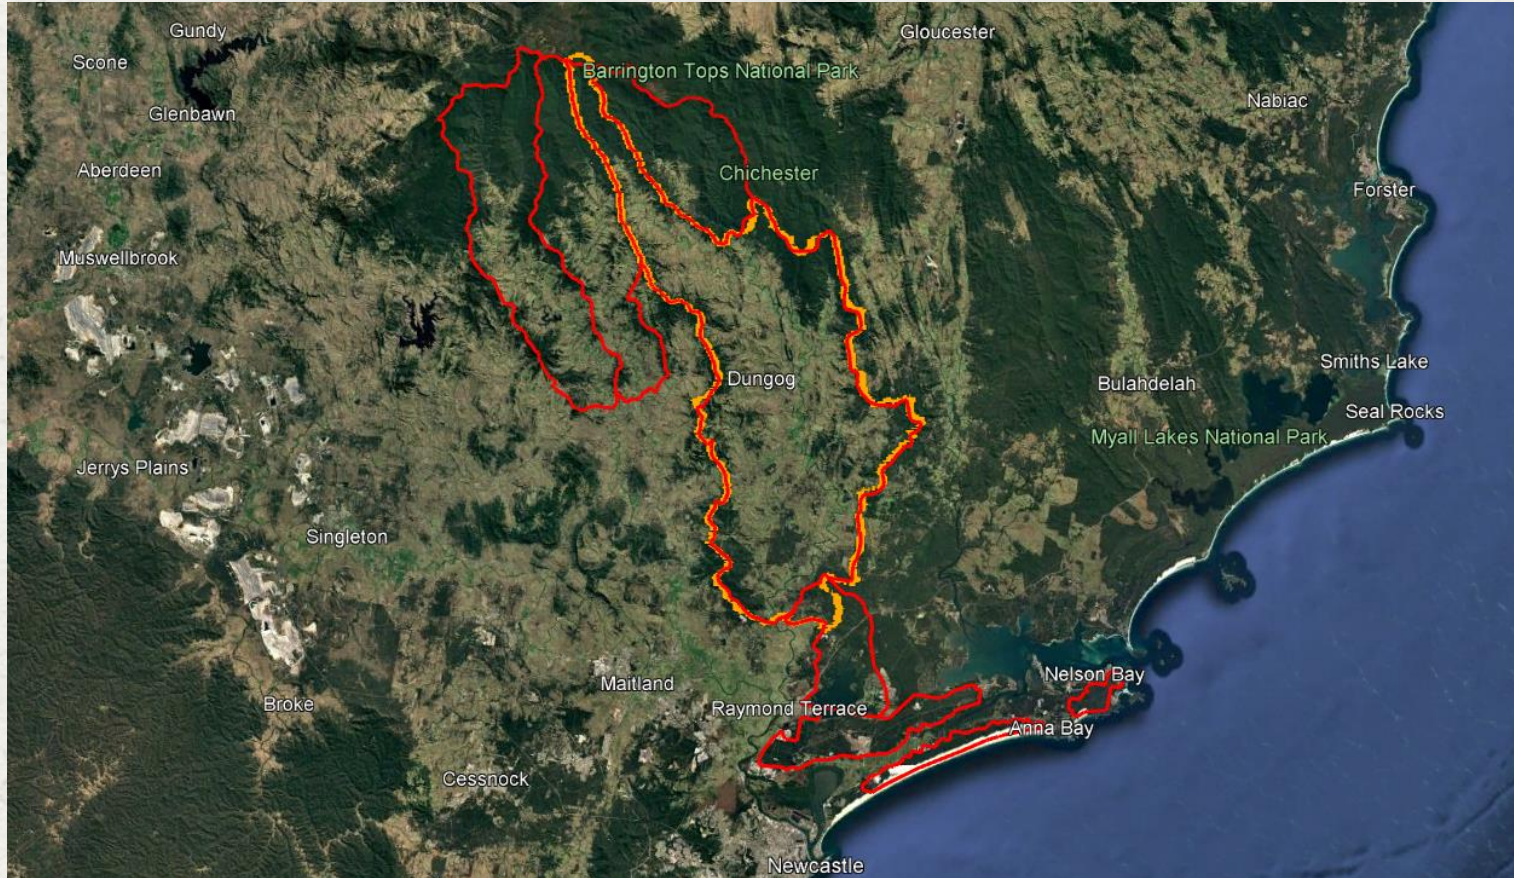 Gundy
Gloucester
Scone
Barrington Tops National Park
Nabiac
Glenbawn
Aberdeen
Chichester
Forster
Muswellbrook
Smiths Lake
Dungog
Bulahdelah
Seal Rocks
Myall Lakes National Park
Jerrys Plains
Singleton
Nelson Bay
Maitland
Broke
Raymond Terrace
Anna Bay
Cessnock
Newcastle